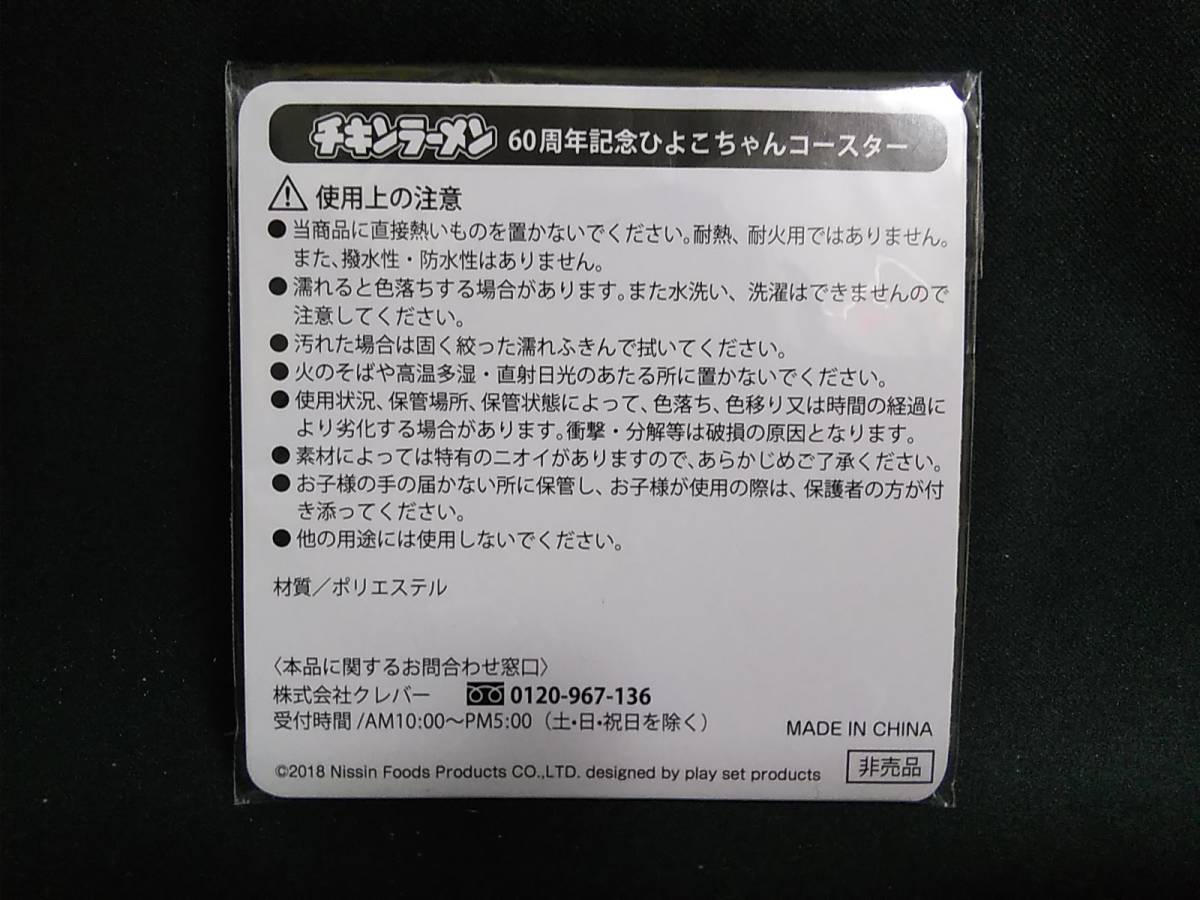 チキンラーメン 60周年記念ひよこちゃんコースター
⚠ 使用上の注意
●当商品に直接熱いものを置かないでください。耐熱、耐火用ではありません。
また、撥水性・防水性はありません。
●濡れると色落ちする場合があります。また水洗い、洗濯はできませんので
注意してください。
●汚れた場合は固く絞った濡れふきんで拭いてください。
●火のそばや高温多湿・直射日光のあたる所に置かないでください。
●使用状況、保管場所、保管状態によって、色落ち、色移り又は時間の経過に
より劣化する場合があります。衝撃・分解等は破損の原因となります。
●素材によっては特有のニオイがありますので、あらかじめご了承ください。
●お子様の手の届かない所に保管し、お子様が使用の際は、保護者の方が付
き添ってください。
●他の用途には使用しないでください。
材質／ポリエステル
〈本品に関するお問合わせ窓口〉
株式会社クレバー 0120-967-136
受付時間/AM10:00〜PM5:00（土・日・祝日を除く）
MADE IN CHINA
©2018 Nissin Foods Products CO.,LTD. designed by play set products
非売品